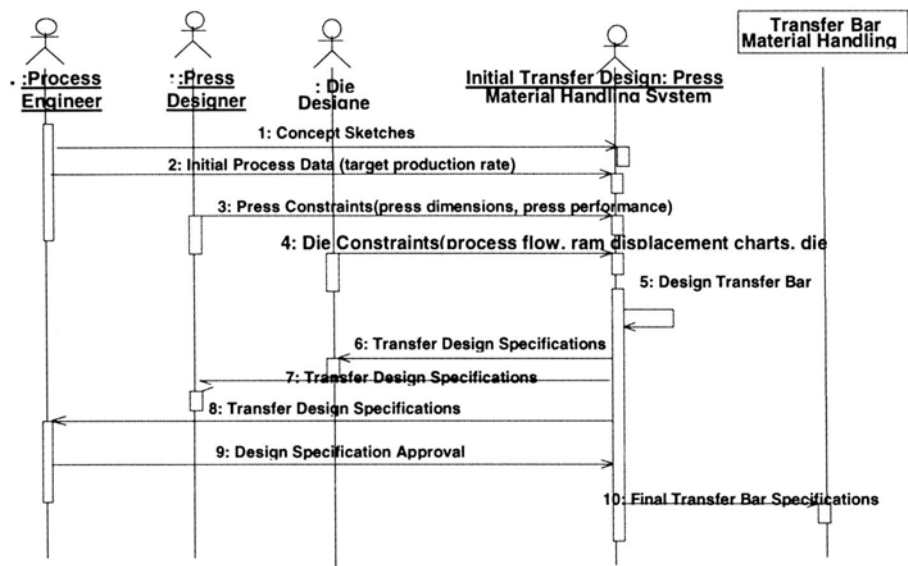 Transfer Bar
Material Handling
:Process
Engineer
::Press
Designer
: Die
Designe
Initial Transfer Design: Press
Material Handling System
1: Concept Sketches
2: Initial Process Data (target production rate)
3: Press Constraints(press dimensions, press performance)
4: Die Constraints(process flow, ram displacement charts, die
5: Design Transfer Bar
6: Transfer Design Specifications
7: Transfer Design Specifications
8: Transfer Design Specifications
9: Design Specification Approval
10: Final Transfer Bar Specifications